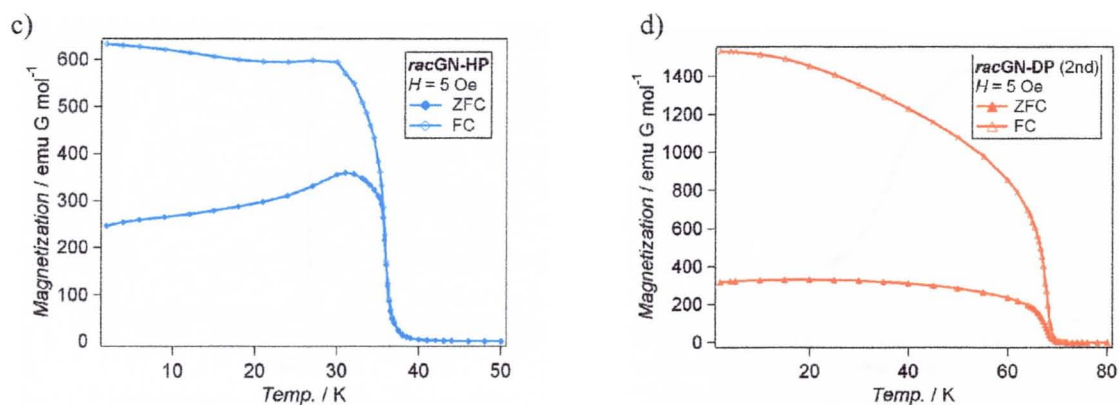 c)
600
500
400
300
200
100
0
Magnetization / emu G mol⁻¹
10 20 30 40 50
Temp. / K
racGN-HP
H = 5 Oe
ZFC
FC
d)
1400
1200
1000
800
600
400
200
0
Magnetization / emu G mol⁻¹
20 40 60 80
Temp. / K
racGN-DP (2nd)
H = 5 Oe
ZFC
FC